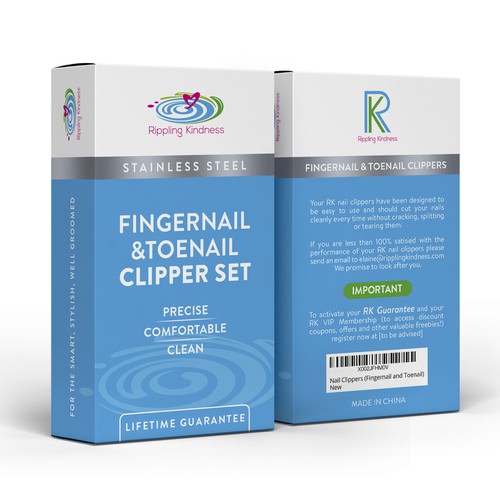 Rippling Kindness
STAINLESS STEEL
FINGERNAIL
&TOENAIL
CLIPPER SET
PRECISE
COMFORTABLE
CLEAN
LIFETIME GUARANTEE
Rippling Kindness
FOR THE SMART, STYLISH, WELL GROOMED
RK
Rippling Kindness
FINGERNAIL & TOENAIL CLIPPERS
Your RK nail clippers have been designed to
be easy to use and should cut your nails
cleanly every time without cracking, splitting
or tearing them.
If you are less than 100% satised with the
performance of your RK nail clippers please
send an email to elaine@ripplingkindness.com
We promise to look after you.
IMPORTANT
To activate your RK Guarantee and your
RK VIP Membership (to access discount
coupons, offers and other valuable freebies!)
register now at [to be advised]
X002UFHM0V
Nail Clippers (Fingernail and Toenail)
New
MADE IN CHINA